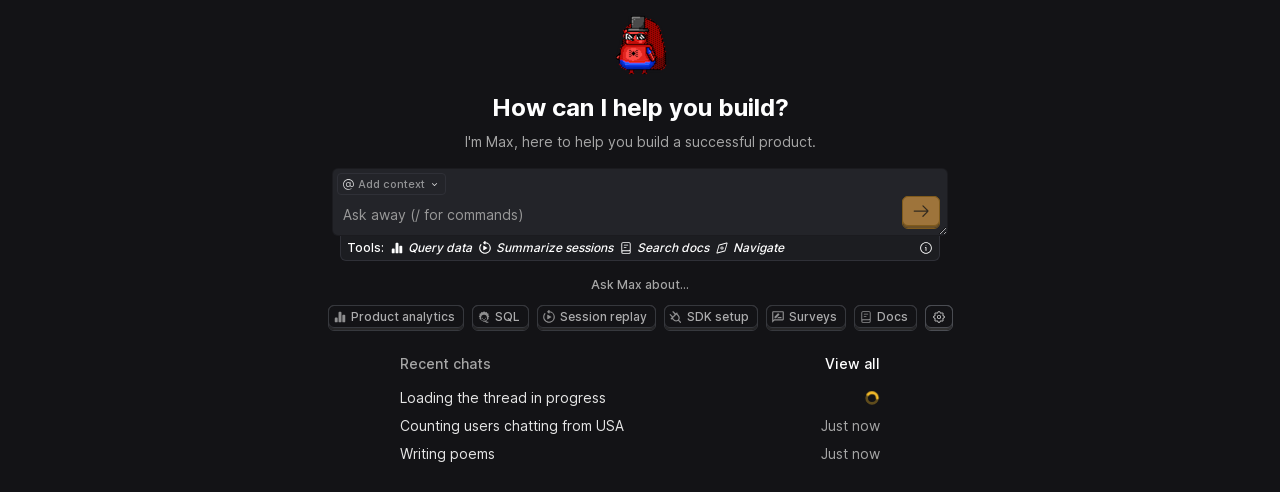 How can I help you build?
I'm Max, here to help you build a successful product.
@ Add context
Ask away (/ for commands)
Tools: Query data Summarize sessions Search docs Navigate
Ask Max about...
Product analytics SQL Session replay SDK setup Surveys Docs
Recent chats View all
Loading the thread in progress
Counting users chatting from USA Just now
Writing poems Just now